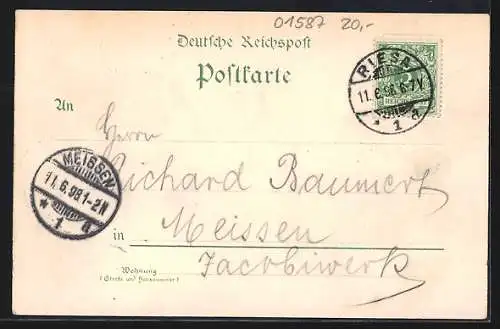 01587 20,-
Deutsche Reichspost
Postkarte
RIESA
11.6.98.6-7V
* 1 a
An
Herrn
MEISSEN
11.6.98.1-2N
* 1 a
Richard Baumert
in Meissen
Jacobiwerk
Wohnung
(Straße und Hausnummer)